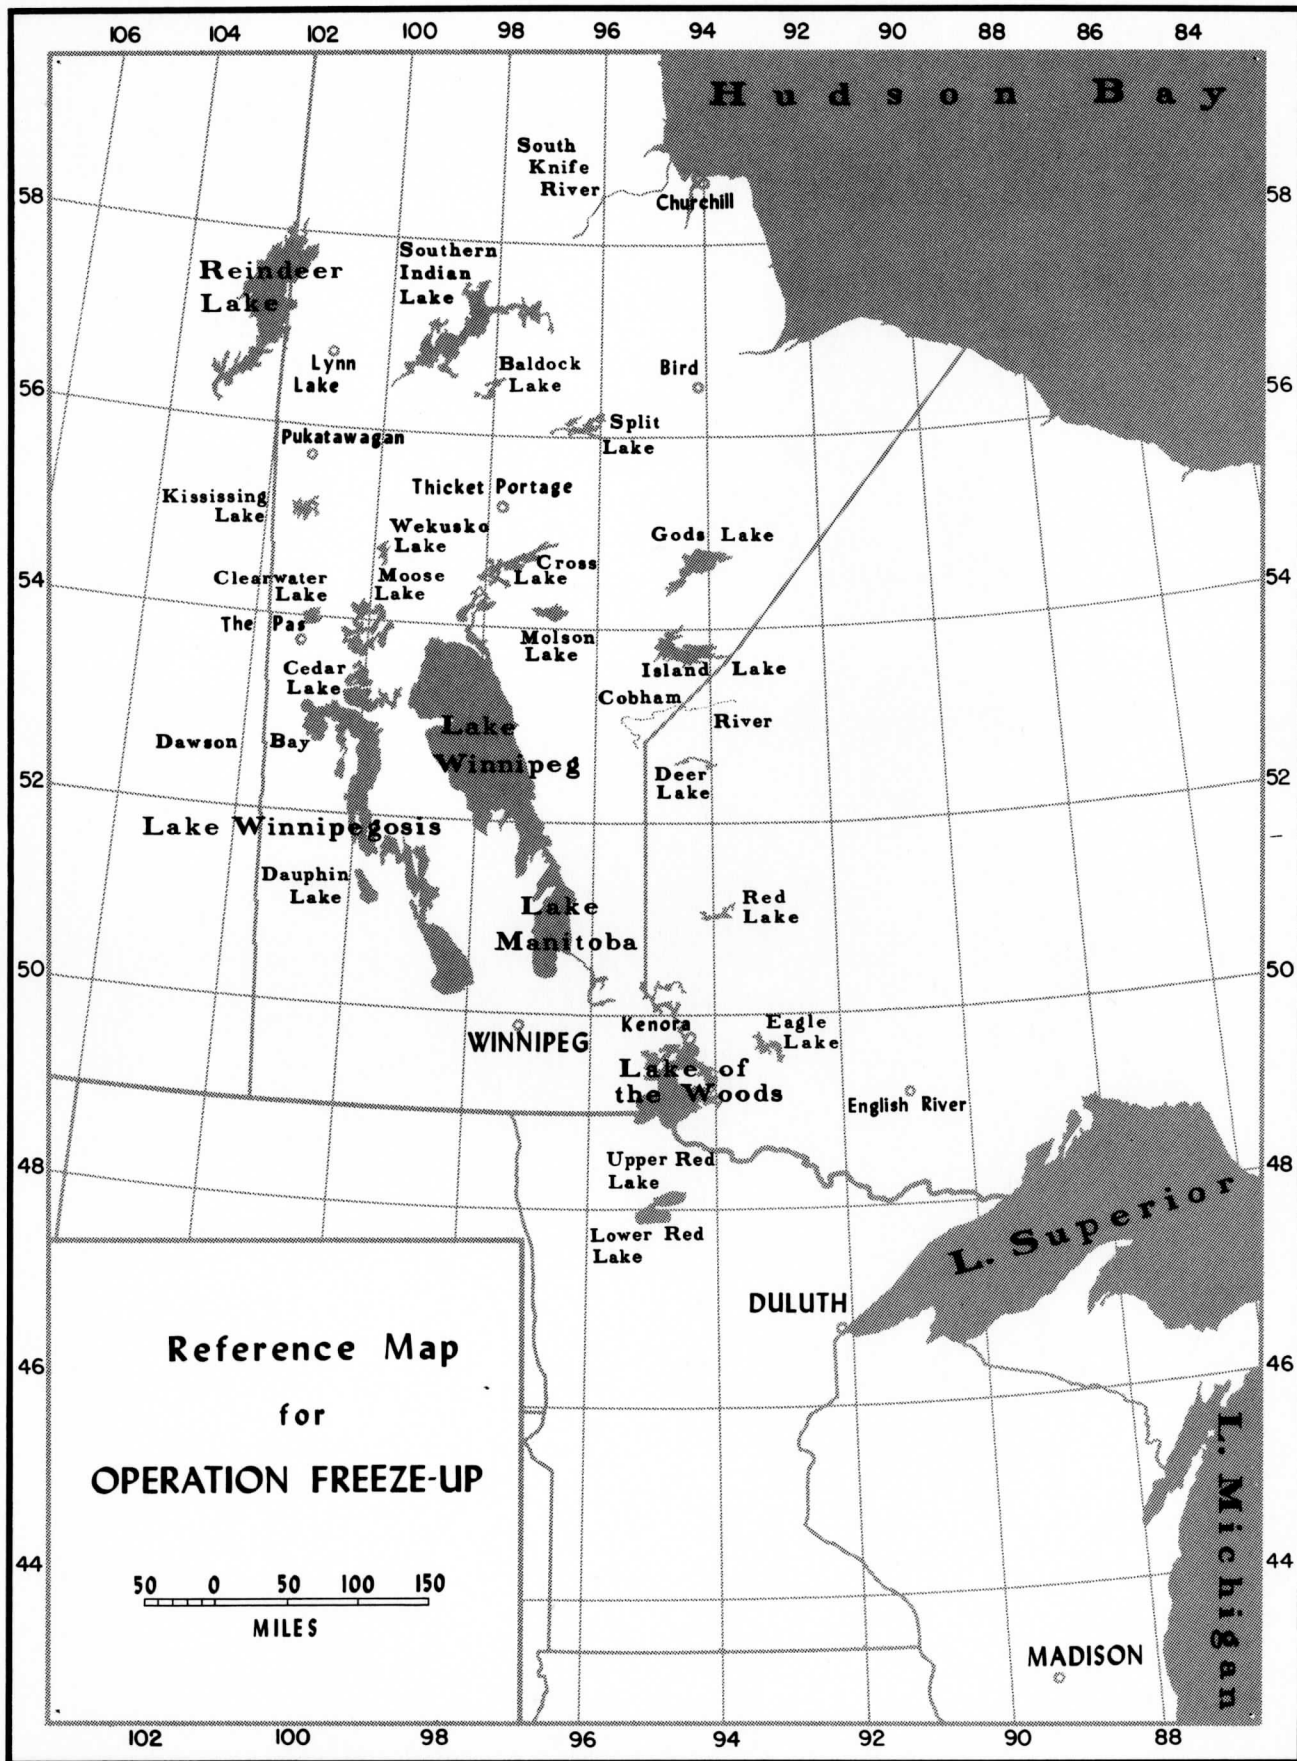 106 104 102 100 98 96 94 92 90 88 86 84
Hudson Bay
South
Knife
River
Churchill
58 58
Reindeer
Lake
Southern
Indian
Lake
Lynn
Lake
Baldock
Lake
Bird
56 56
Split
Lake
Pukatawagan
Kississing
Lake
Thicket Portage
Wekusko
Lake
Gods Lake
Cross
Lake
Clearwater
Lake
Moose
Lake
54 54
The Pas
Molson
Lake
Island Lake
Cedar
Lake
Cobham
River
Lake
Winnipeg
Dawson Bay
Deer
Lake
52 52
Lake Winnipegosis
Dauphin
Lake
Red
Lake
Lake
Manitoba
50 50
WINNIPEG
Kenora
Eagle
Lake
Lake of
the Woods
English River
48 48
Upper Red
Lake
Lower Red
Lake
L. Superior
DULUTH
Reference Map
for
OPERATION FREEZE-UP
46 46
L. Michigan
44 44
50 0 50 100 150
MILES
MADISON
102 100 98 96 94 92 90 88